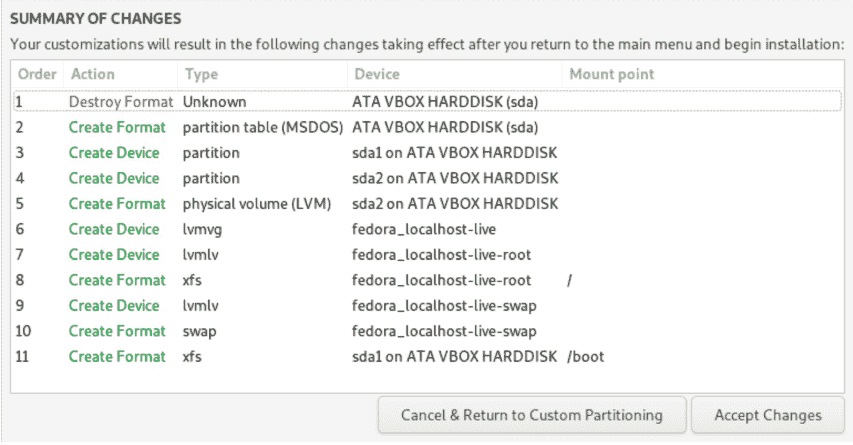 SUMMARY OF CHANGES
Your customizations will result in the following changes taking effect after you return to the main menu and begin installation:
Order Action Type Device Mount point
1 Destroy Format Unknown ATA VBOX HARDDISK (sda)
2 Create Format partition table (MSDOS) ATA VBOX HARDDISK (sda)
3 Create Device partition sda1 on ATA VBOX HARDDISK
4 Create Device partition sda2 on ATA VBOX HARDDISK
5 Create Format physical volume (LVM) sda2 on ATA VBOX HARDDISK
6 Create Device lvmvg fedora_localhost-live
7 Create Device lvmlv fedora_localhost-live-root
8 Create Format xfs fedora_localhost-live-root /
9 Create Device lvmlv fedora_localhost-live-swap
10 Create Format swap fedora_localhost-live-swap
11 Create Format xfs sda1 on ATA VBOX HARDDISK /boot
Cancel & Return to Custom Partitioning Accept Changes